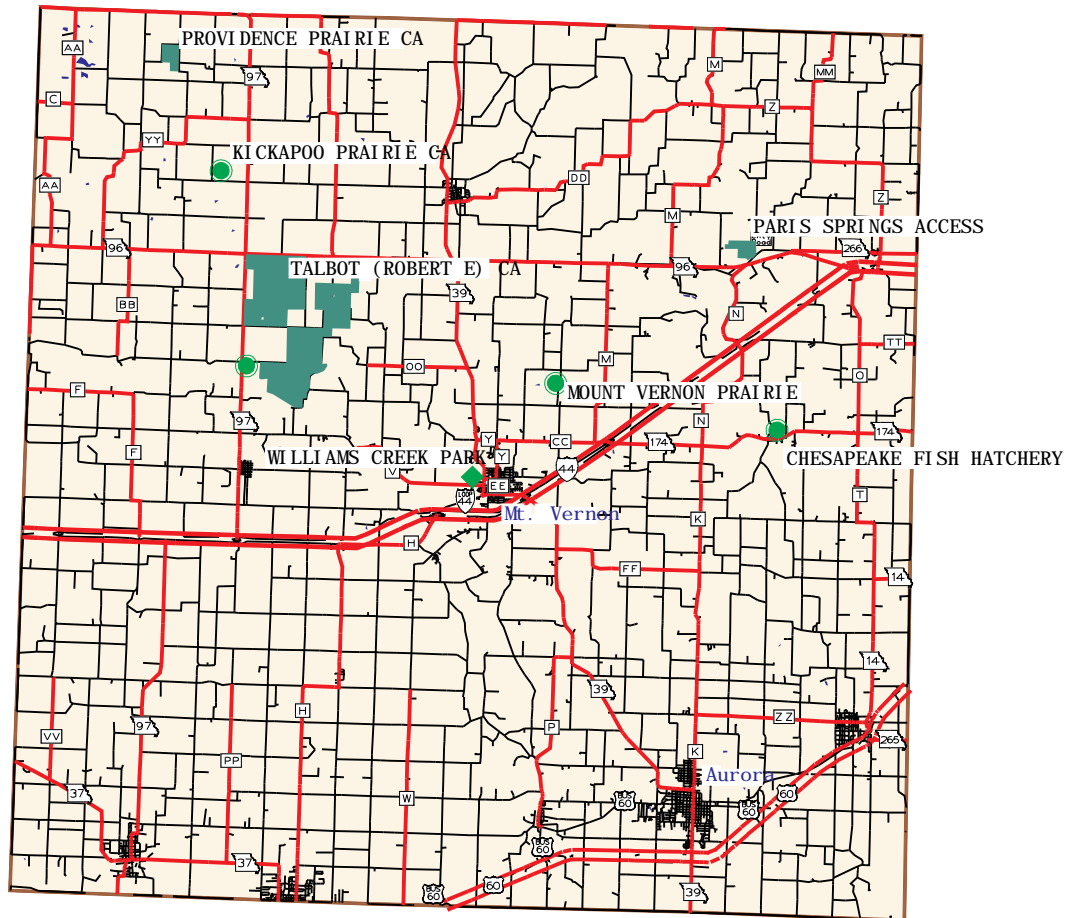 PROVIDENCE PRAIRIE CA
AA
97
M
MM
C
Z
YY
KICKAPOO PRAIRIE CA
DD
AA
Z
M
PARIS SPRINGS ACCESS
96
266
TALBOT (ROBERT E) CA
96
39
BB
N
TT
M
OO
O
F
MOUNT VERNON PRAIRIE
97
N
F
Y
CC
174
174
Y
WILLIAMS CREEK PARK
44
CHESAPEAKE FISH HATCHERY
V
EE
LOOP
44
T
Mt. Vernon
K
H
FF
14
14
39
H
ZZ
97
P
VV
265
K
PP
Aurora
37
W
60
BUS
60
BUS
60
BUS
60
37
60
BUS
60
39